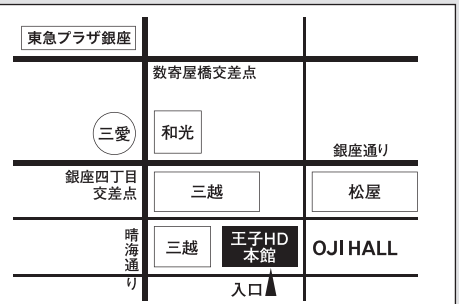 東急プラザ銀座
数寄屋橋交差点
三愛
和光
銀座通り
銀座四丁目
交差点
三越
松屋
晴海通り
三越
王子HD
本館
OJI HALL
入口